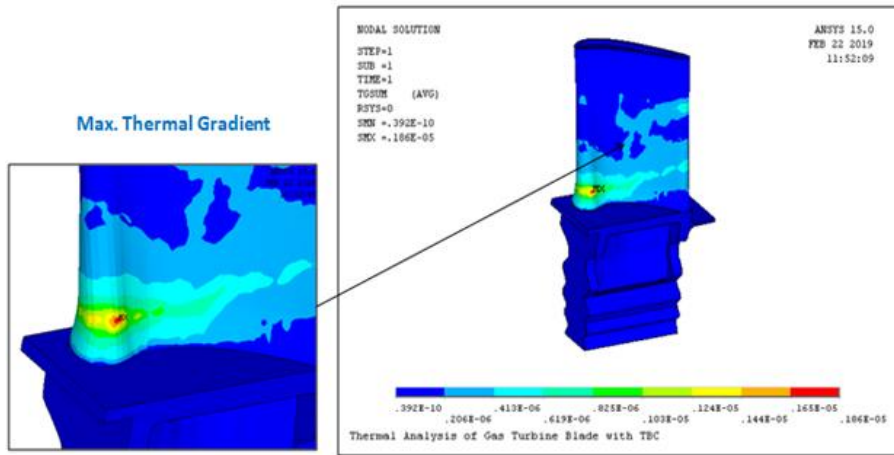 Max. Thermal Gradient
NODAL SOLUTION
STEP=1
SUB =1
TIME=1
TGSUM (AVG)
RSYS=0
SMN =.392E-10
SMX =.186E-05
ANSYS 15.0
FEB 22 2019
11:52:09
MX
.392E-10 .413E-06 .825E-06 .124E-05 .165E-05
.206E-06 .619E-06 .103E-05 .144E-05 .186E-05
Thermal Analysis of Gas Turbine Blade with TBC